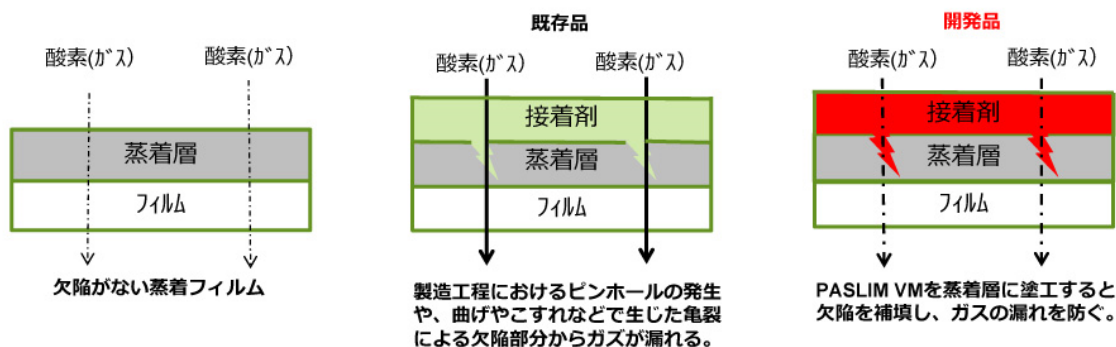 酸素(ｶﾞｽ)
酸素(ｶﾞｽ)
蒸着層
ﾌｨﾙﾑ
欠陥がない蒸着フィルム
既存品
酸素(ｶﾞｽ)
酸素(ｶﾞｽ)
接着剤
蒸着層
ﾌｨﾙﾑ
製造工程におけるピンホールの発生
や、曲げやこすれなどで生じた亀裂
による欠陥部分からガズが漏れる。
開発品
酸素(ｶﾞｽ)
酸素(ｶﾞｽ)
接着剤
蒸着層
ﾌｨﾙﾑ
PASLIM VMを蒸着層に塗工すると
欠陥を補填し、ガスの漏れを防ぐ。